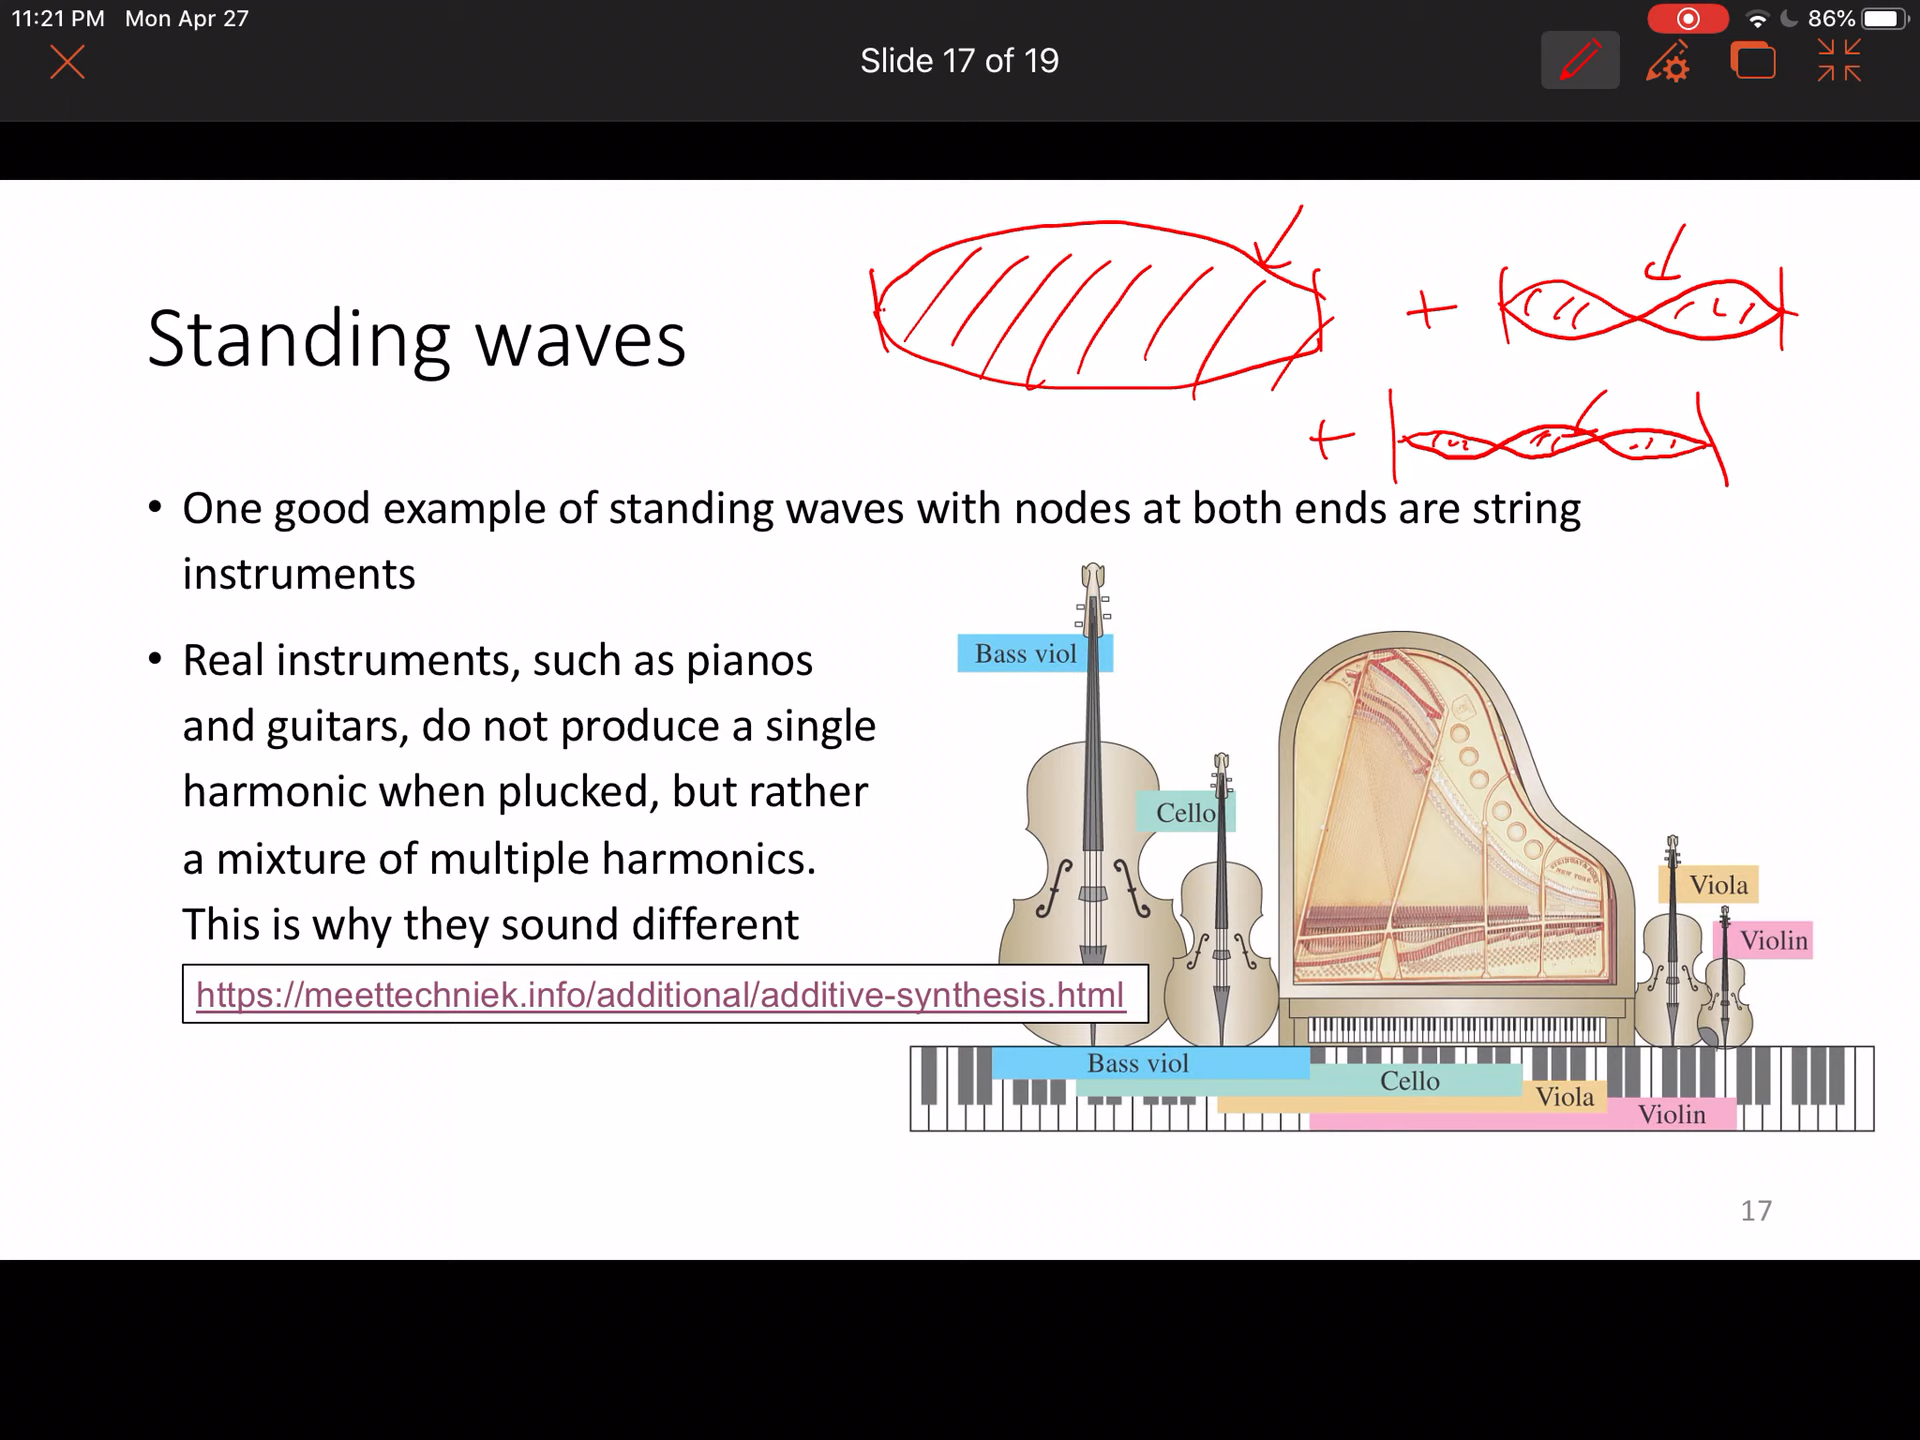 11:21 PM Mon Apr 27
86%
Slide 17 of 19
Standing waves
+
+
• One good example of standing waves with nodes at both ends are string
instruments
• Real instruments, such as pianos
and guitars, do not produce a single
harmonic when plucked, but rather
a mixture of multiple harmonics.
This is why they sound different
https://meettechniek.info/additional/additive-synthesis.html
Bass viol
Cello
Viola
Violin
Bass viol
Cello
Viola
Violin
17